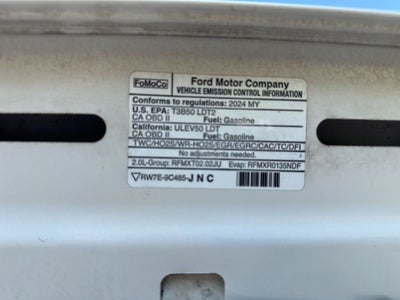 FoMoCo
Ford Motor Company
VEHICLE EMISSION CONTROL INFORMATION
Conforms to regulations: 2024 MY
U.S. EPA: T3B50 LDT2
CA OBD II Fuel: Gasoline
California: ULEV50 LDT
CA OBD II Fuel: Gasoline
TWC/HO2S/WR-HO2S/EGR/EGRC/CAC/TC/DFI
No adjustments needed.
2.0L-Group: RFMXT02.02JU Evap: RFMXR0135NDF
RW7E-9C485-JNC